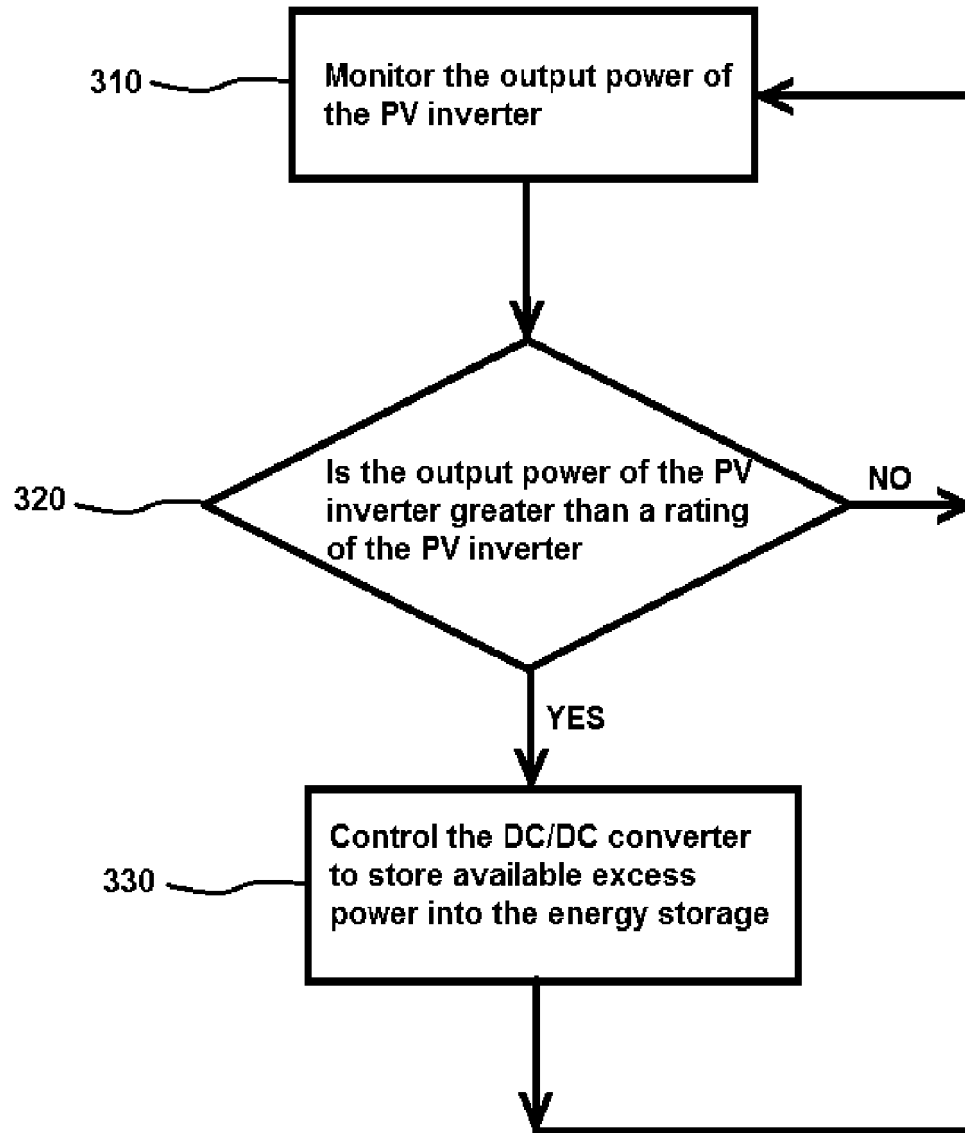 310
Monitor the output power of
the PV inverter
320
Is the output power of the PV
inverter greater than a rating
of the PV inverter
NO
YES
330
Control the DC/DC converter
to store available excess
power into the energy storage